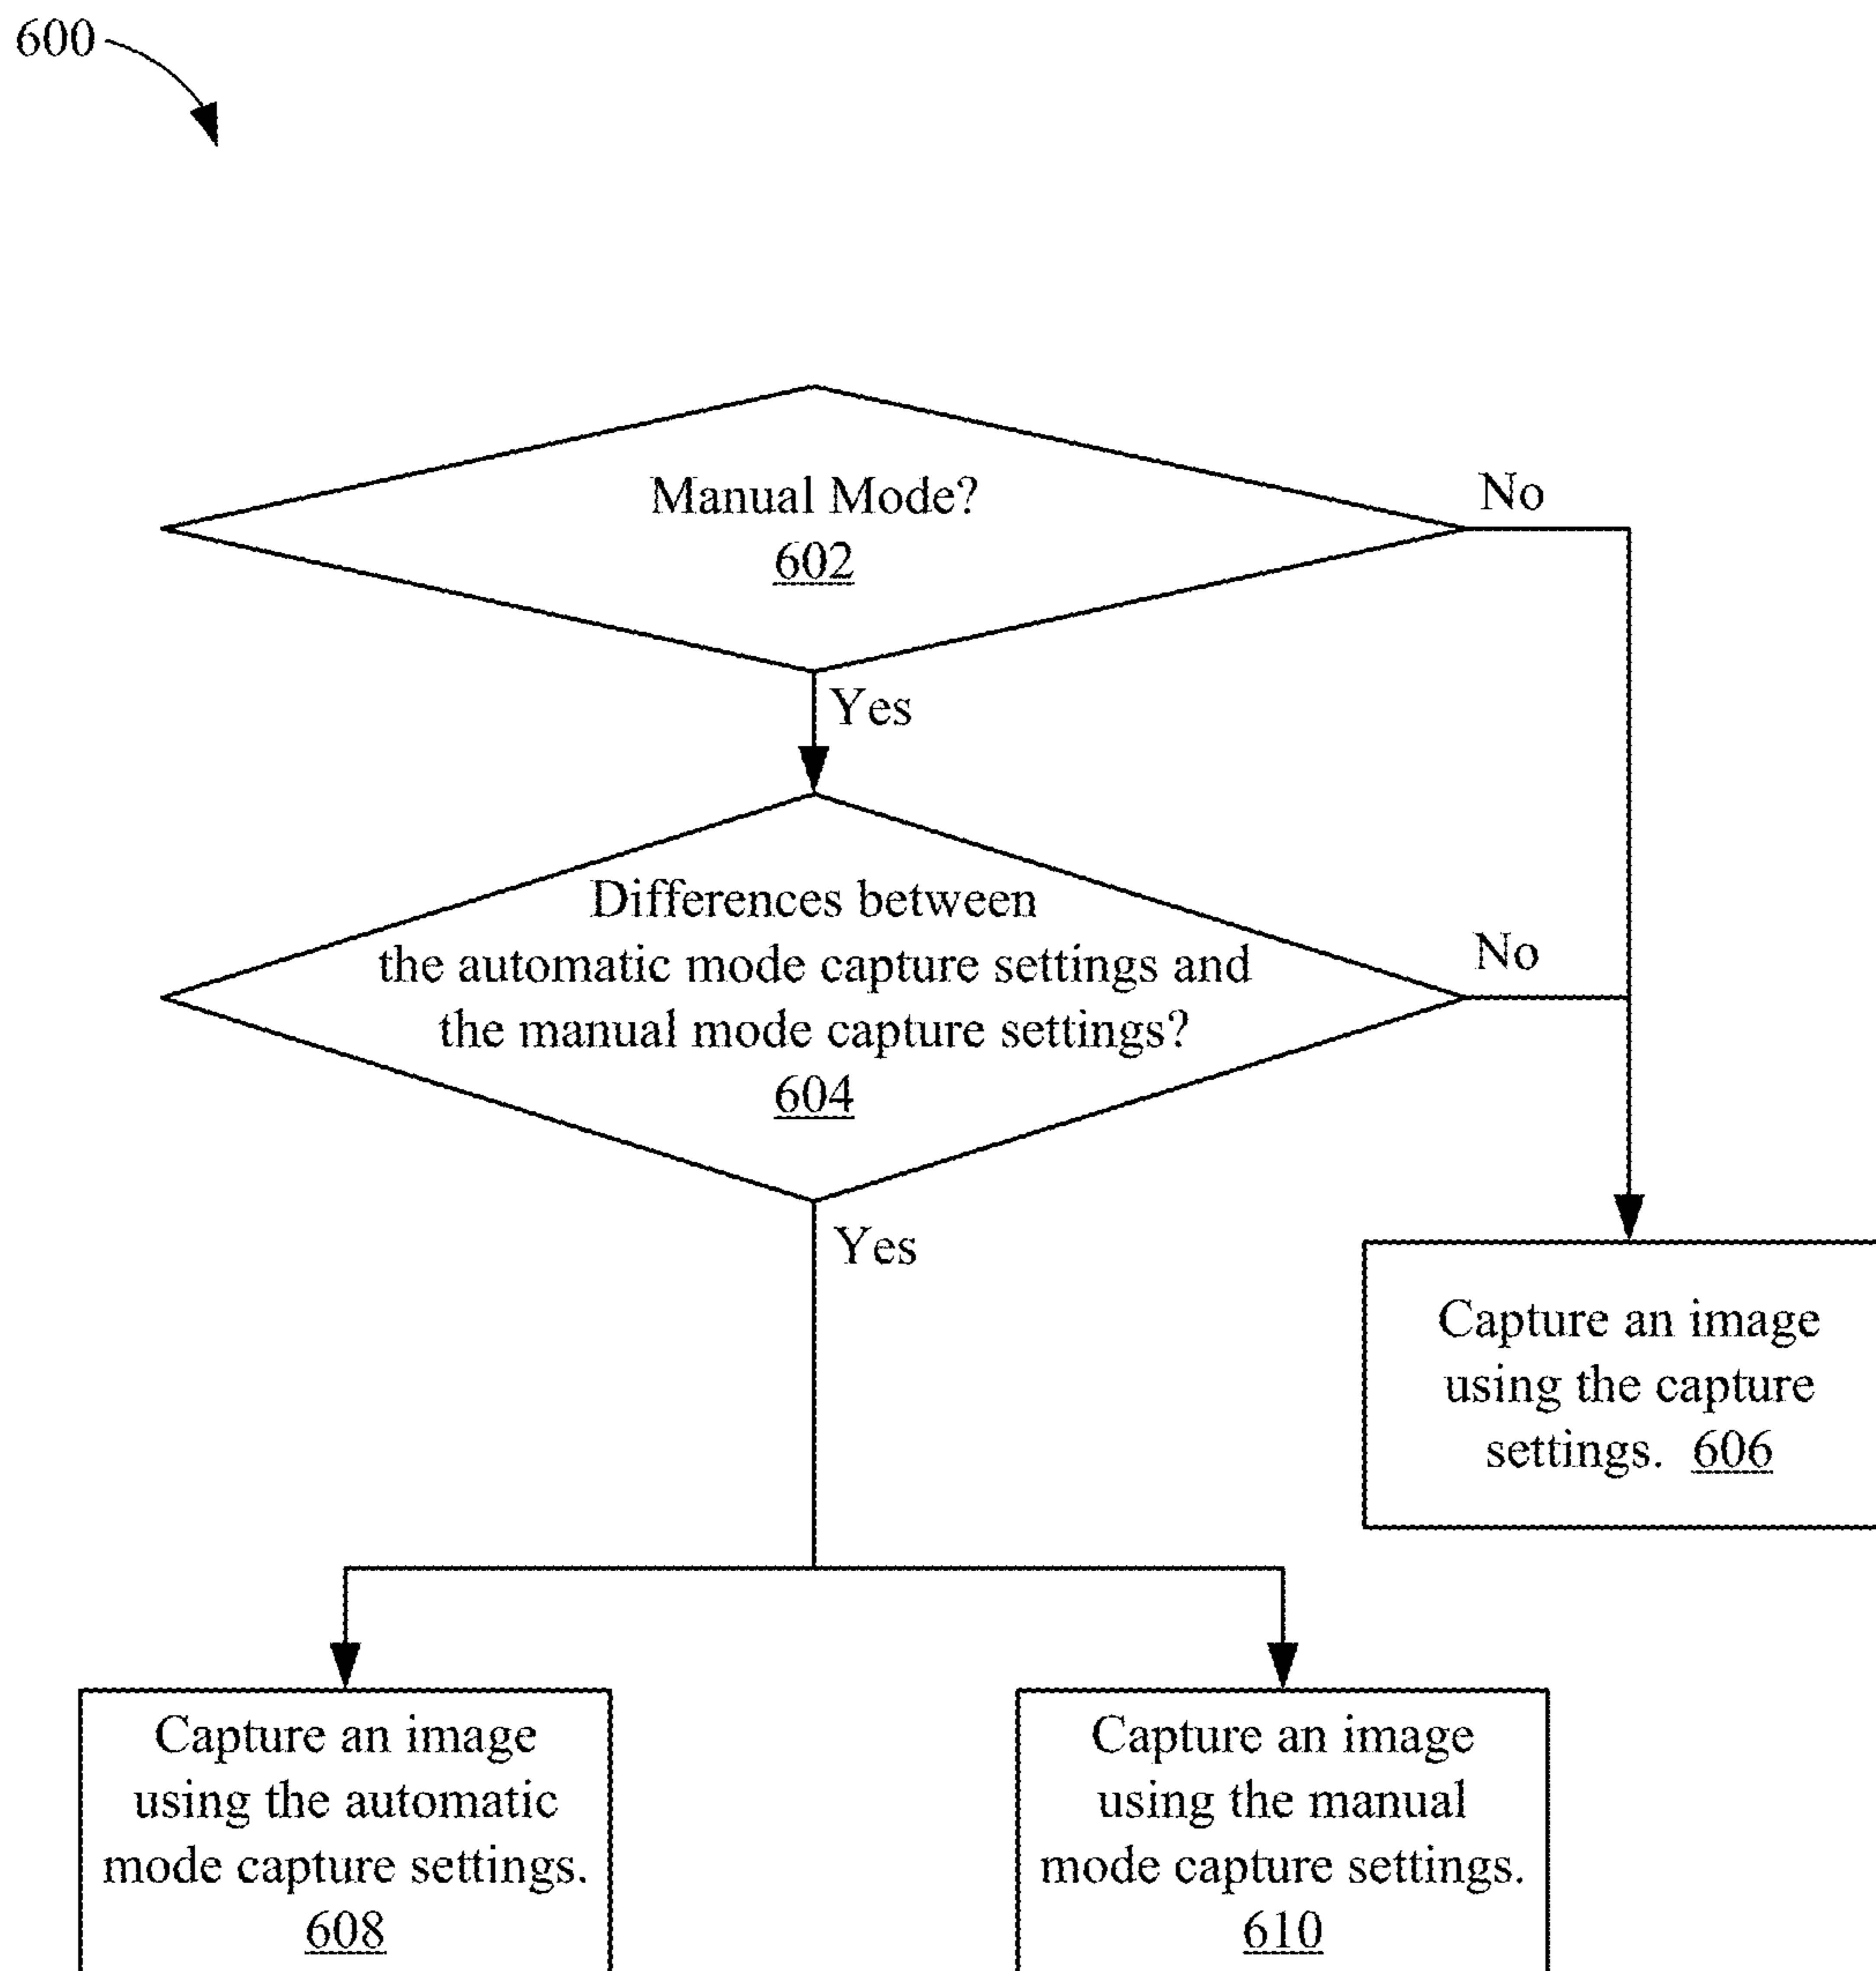 600
Manual Mode?
602
No
Yes
Differences between
the automatic mode capture settings and
the manual mode capture settings?
604
No
Yes
Capture an image
using the capture
settings. 606
Capture an image
using the automatic
mode capture settings.
608
Capture an image
using the manual
mode capture settings.
610